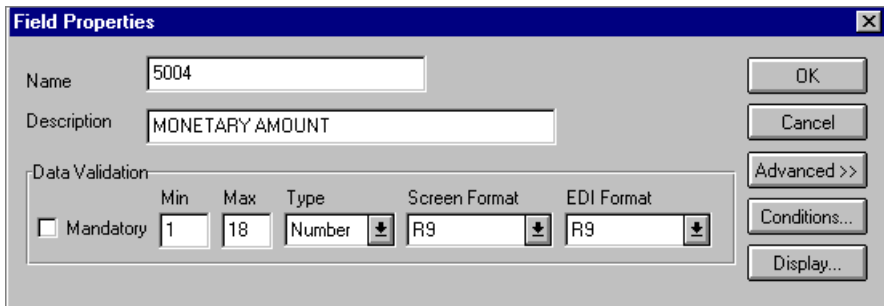 Field Properties
Name 5004 OK
Description MONETARY AMOUNT Cancel
Data Validation Advanced >>
Min Max Type Screen Format EDI Format
Mandatory 1 18 Number R9 R9 Conditions...
Display...